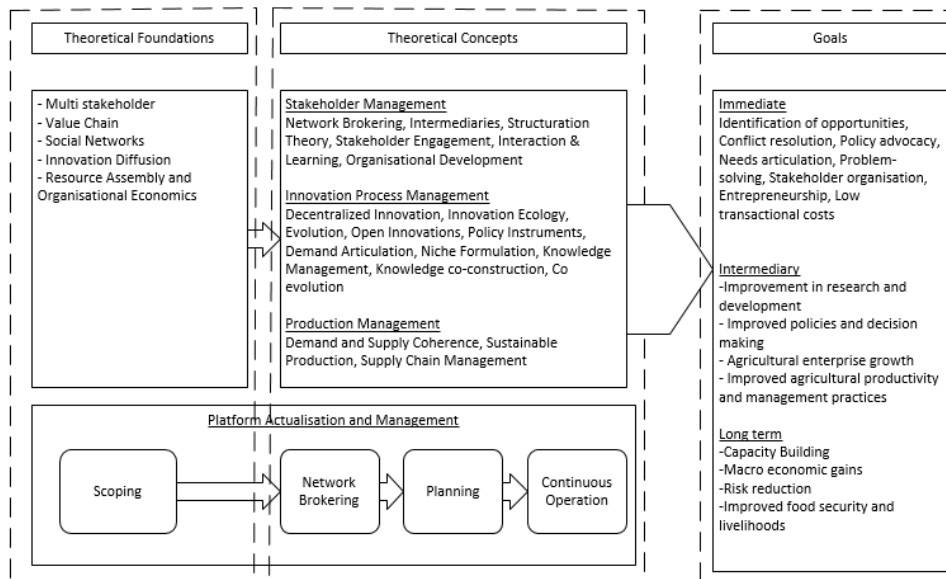 Theoretical Foundations
- Multi stakeholder
- Value Chain
- Social Networks
- Innovation Diffusion
- Resource Assembly and
Organisational Economics
Theoretical Concepts
Stakeholder Management
Network Brokering, Intermediaries, Structuration
Theory, Stakeholder Engagement, Interaction &
Learning, Organisational Development
Innovation Process Management
Decentralized Innovation, Innovation Ecology,
Evolution, Open Innovations, Policy Instruments,
Demand Articulation, Niche Formulation, Knowledge
Management, Knowledge co-construction, Co
evolution
Production Management
Demand and Supply Coherence, Sustainable
Production, Supply Chain Management
Platform Actualisation and Management
Scoping
Network
Brokering
Planning
Continuous
Operation
Goals
Immediate
Identification of opportunities,
Conflict resolution, Policy advocacy,
Needs articulation, Problem-
solving, Stakeholder organisation,
Entrepreneurship, Low
transactional costs
Intermediary
-Improvement in research and
development
- Improved policies and decision
making
- Agricultural enterprise growth
- Improved agricultural productivity
and management practices
Long term
-Capacity Building
-Macro economic gains
-Risk reduction
-Improved food security and
livelihoods